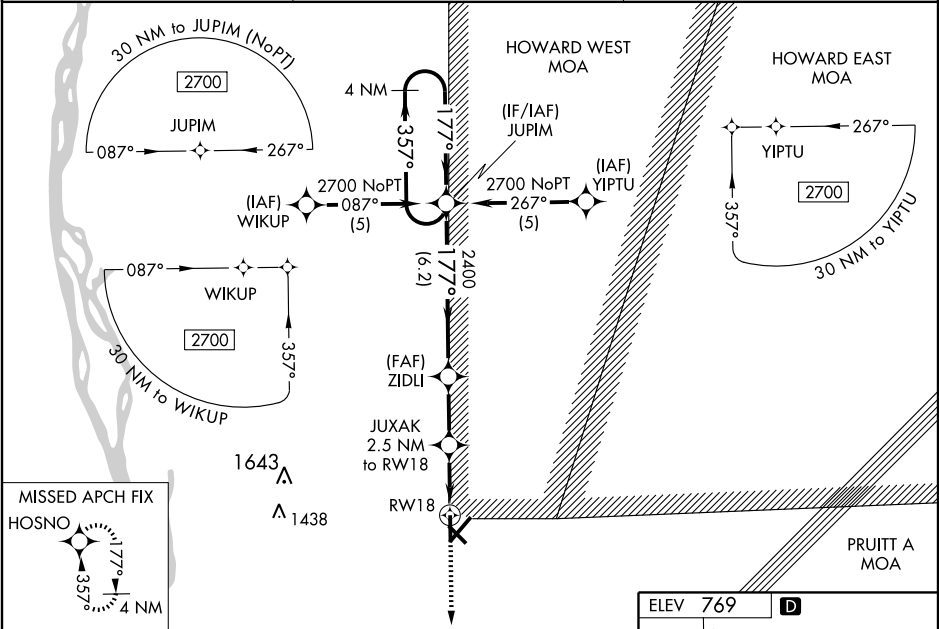 30 NM to JUPIM (NoPT)
2700
JUPIM
087°
267°
HOWARD WEST
MOA
HOWARD EAST
MOA
4 NM
357°
177°
(IF/IAF)
JUPIM
267°
YIPTU
2700
357°
30 NM to YIPTU
(IAF)
WIKUP
2700 NoPT
087°
(5)
2700 NoPT
267°
(5)
(IAF)
YIPTU
2400
177°
(6.2)
087°
WIKUP
2700
357°
30 NM to WIKUP
(FAF)
ZIDLI
JUXAK
2.5 NM
to RW18
1643
1438
RW18
MISSED APCH FIX
HOSNO
177°
357°
4 NM
PRUITT A
MOA
ELEV 769 D